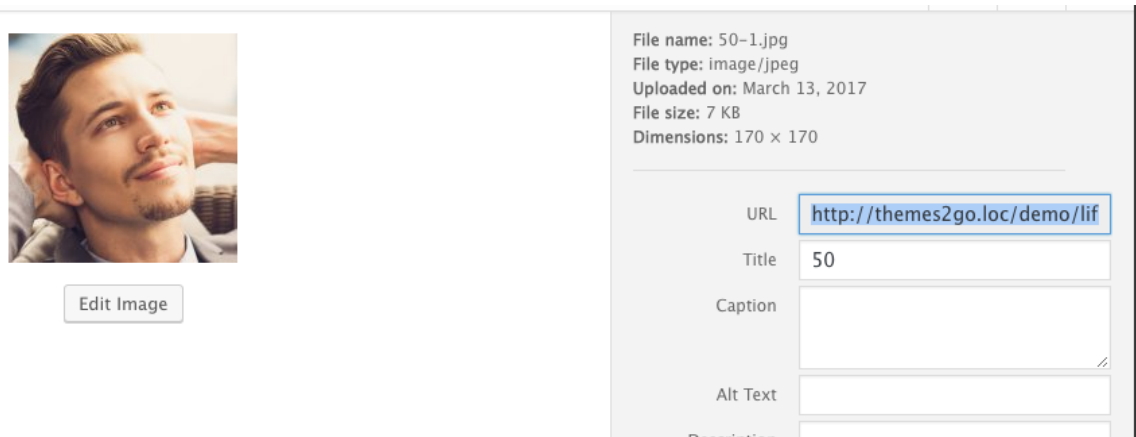 File name: 50-1.jpg
File type: image/jpeg
Uploaded on: March 13, 2017
File size: 7 KB
Dimensions: 170 × 170
URL http://themes2go.loc/demo/lif
Title 50
Edit Image
Caption
Alt Text